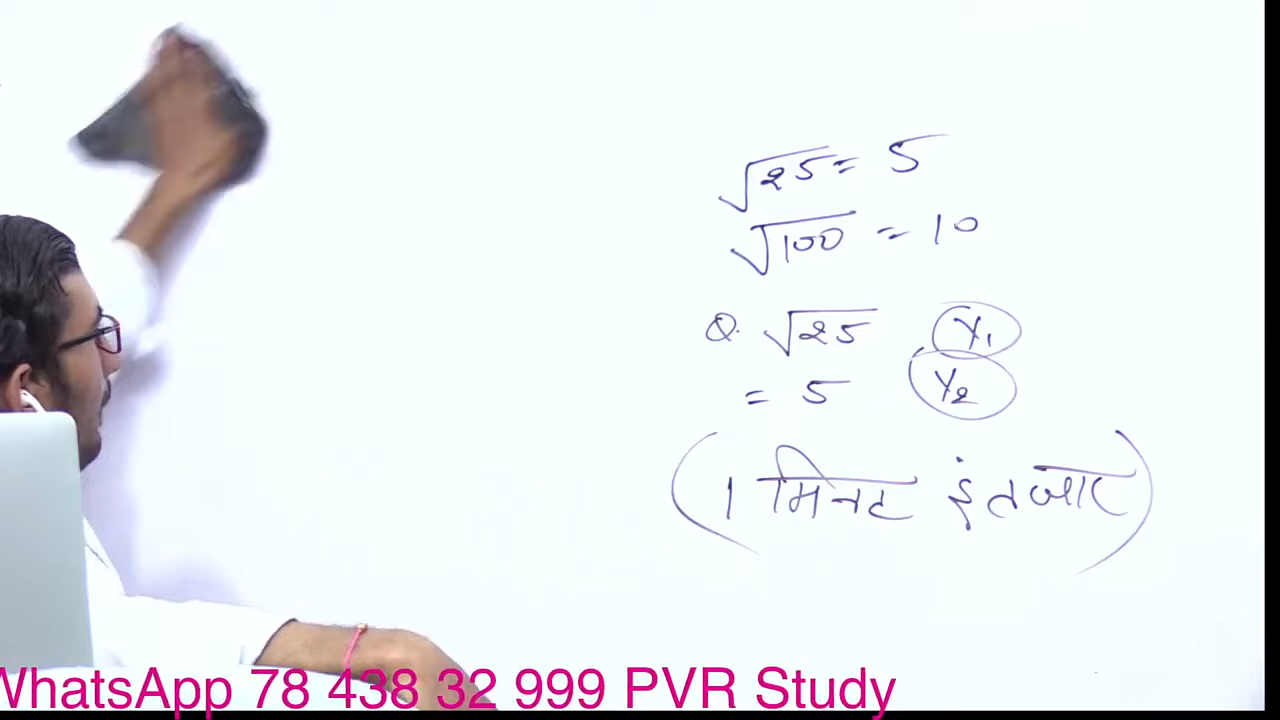 √25 = 5
√100 = 10
Q. √25 Y₁
= 5 Y₂
(1 मिनट इंतजार)
WhatsApp 78 438 32 999 PVR Study